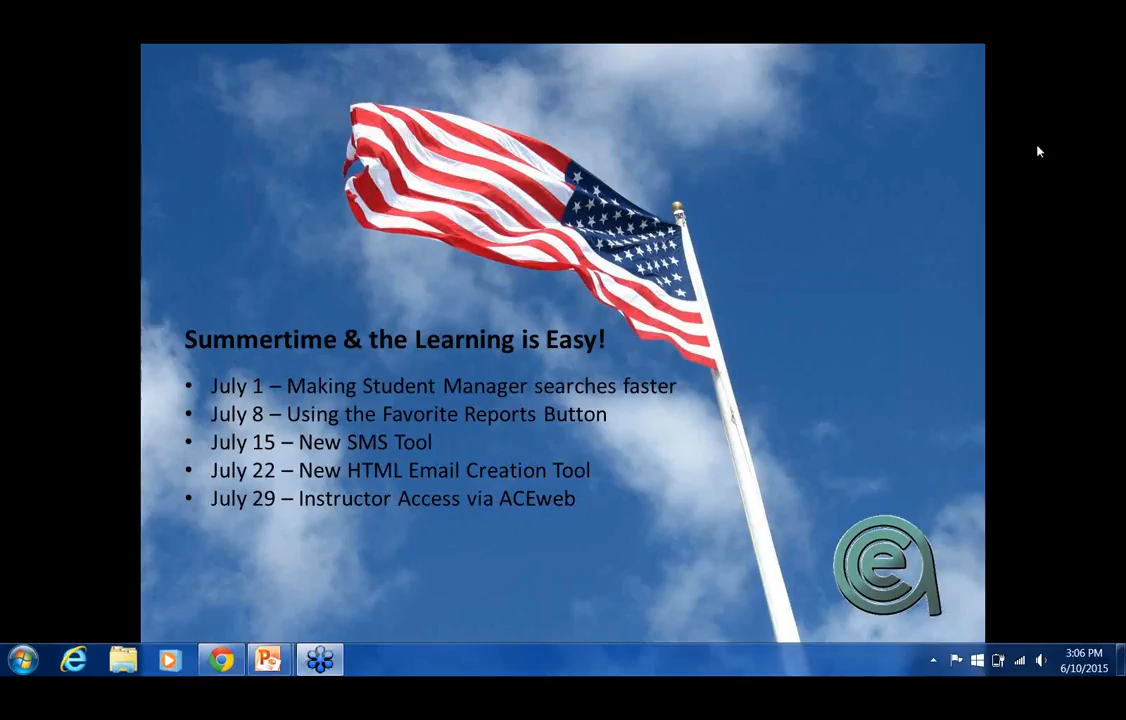 Summertime & the Learning is Easy!
• July 1 – Making Student Manager searches faster
• July 8 – Using the Favorite Reports Button
• July 15 – New SMS Tool
• July 22 – New HTML Email Creation Tool
• July 29 – Instructor Access via ACEweb
3:06 PM
6/10/2015